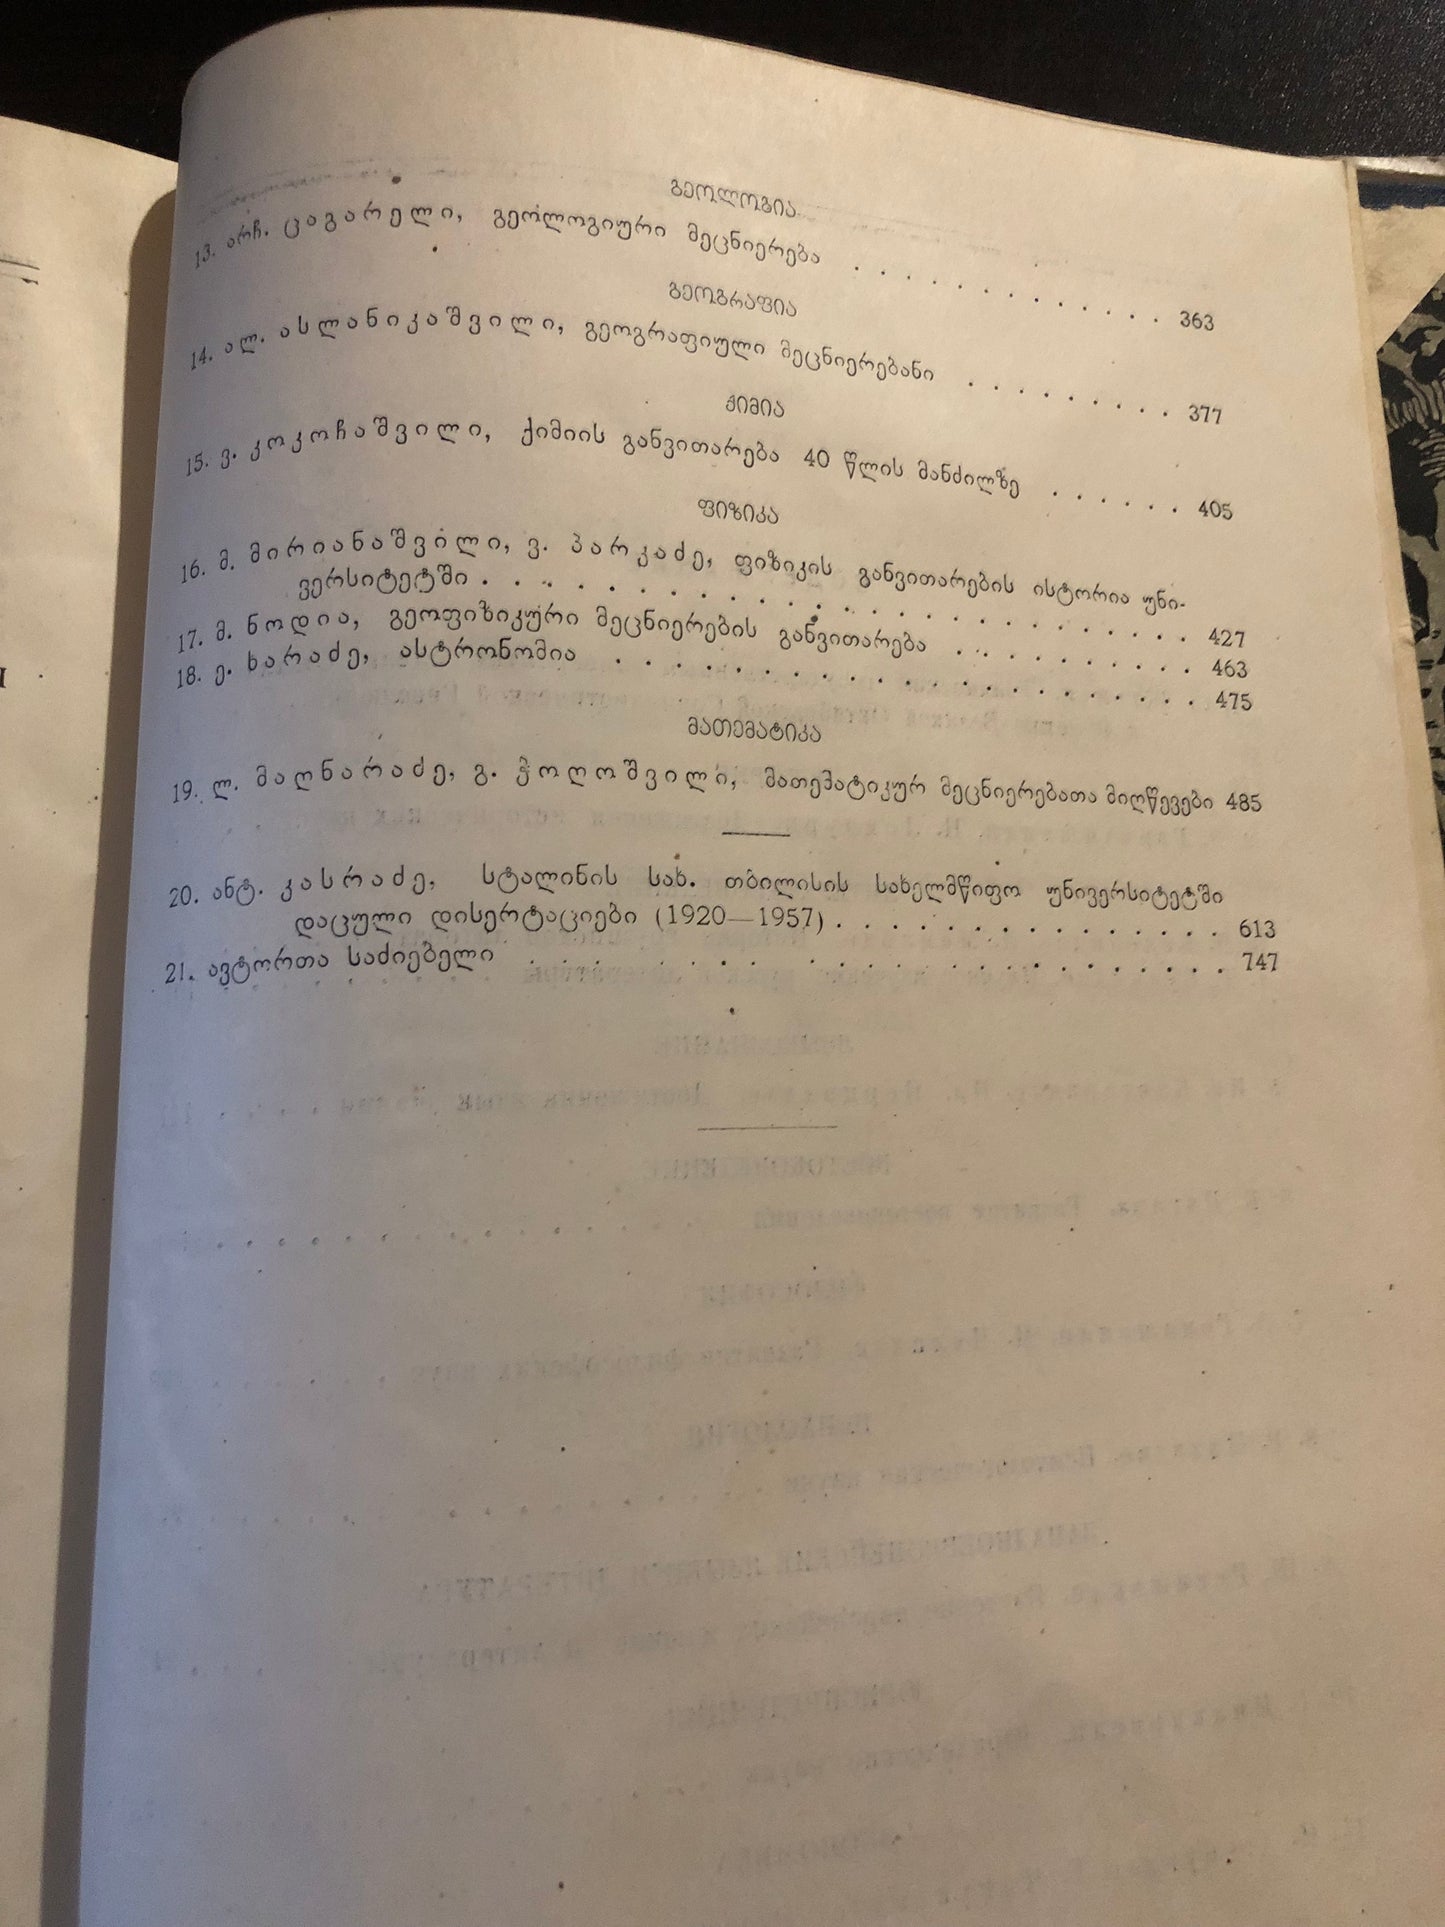 გეოლოგია
13. არჩ. ცაგარელი, გეოლოგიური მეცნიერება . . . . . . . . . . . . . 363
გეოგრაფია
14. ალ. ასლანიკაშვილი, გეოგრაფიული მეცნიერებანი . . . . . . . . . 377
ქიმია
15. ვ. კოკოჩაშვილი, ქიმიის განვითარება 40 წლის მანძილზე . . . . . . 405
ფიზიკა
16. მ. მირიანაშვილი, ვ. პარკაძე, ფიზიკის განვითარების ისტორია უნი-
ვერსიტეტში . . . . . . . . . . . . . . . . . . . . . . . . 427
17. მ. ნოდია, გეოფიზიკური მეცნიერების განვითარება . . . . . . . . . . 463
18. ე. ხარაძე, ასტრონომია . . . . . . . . . . . . . . . . . . . . . 475
მათემატიკა
19. ლ. მაღნარაძე, გ. ჭოღოშვილი, მათემატიკურ მეცნიერებათა მიღწევები 485
20. ანტ. კასრაძე, სტალინის სახ. თბილისის სახელმწიფო უნივერსიტეტში
დაცული დისერტაციები (1920—1957) . . . . . . . . . . . . . . 613
21. ავტორთა საძიებელი . . . . . . . . . . . . . . . . . . . . . . 747